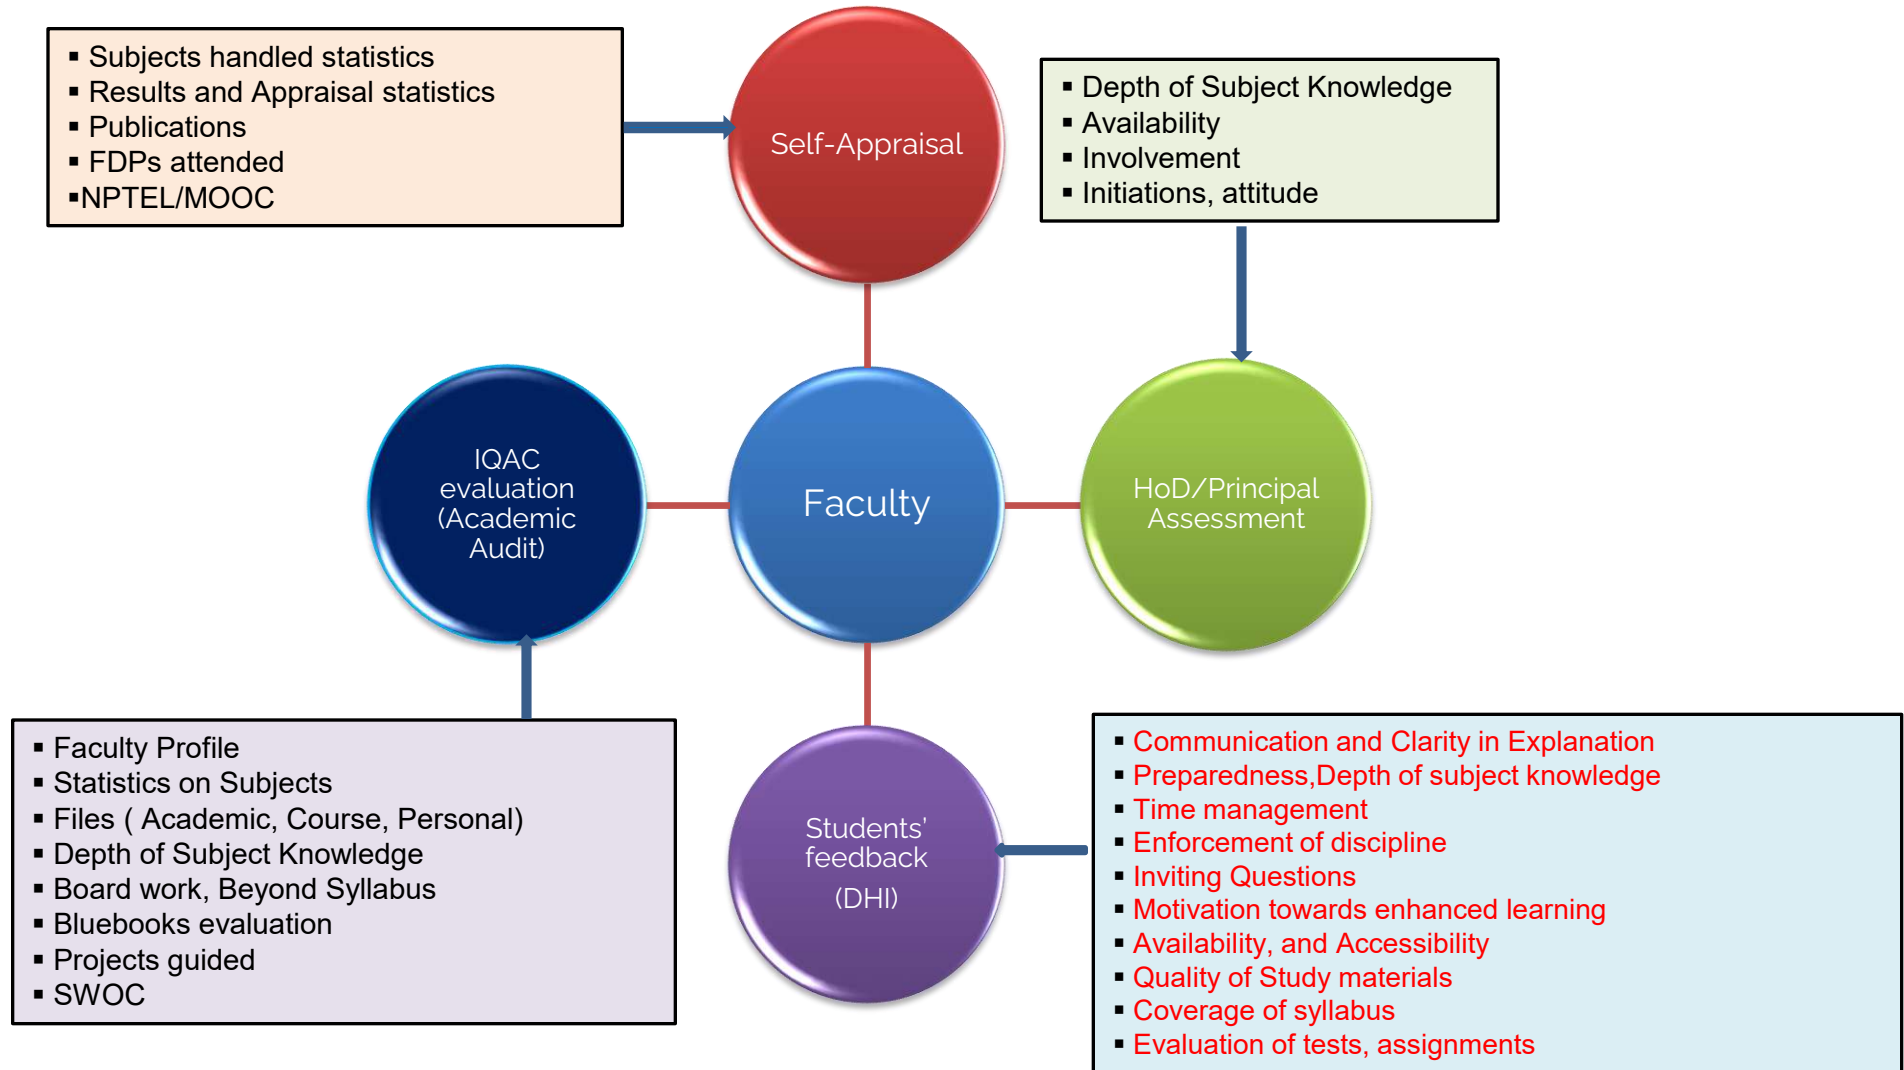 ▪ Subjects handled statistics
▪ Results and Appraisal statistics
▪ Publications
▪ FDPs attended
▪NPTEL/MOOC
Self-Appraisal
▪ Depth of Subject Knowledge
▪ Availability
▪ Involvement
▪ Initiations, attitude
IQAC
evaluation
(Academic
Audit)
Faculty
HoD/Principal
Assessment
▪ Faculty Profile
▪ Statistics on Subjects
▪ Files ( Academic, Course, Personal)
▪ Depth of Subject Knowledge
▪ Board work, Beyond Syllabus
▪ Bluebooks evaluation
▪ Projects guided
▪ SWOC
Students’
feedback
(DHI)
▪ Communication and Clarity in Explanation
▪ Preparedness,Depth of subject knowledge
▪ Time management
▪ Enforcement of discipline
▪ Inviting Questions
▪ Motivation towards enhanced learning
▪ Availability, and Accessibility
▪ Quality of Study materials
▪ Coverage of syllabus
▪ Evaluation of tests, assignments